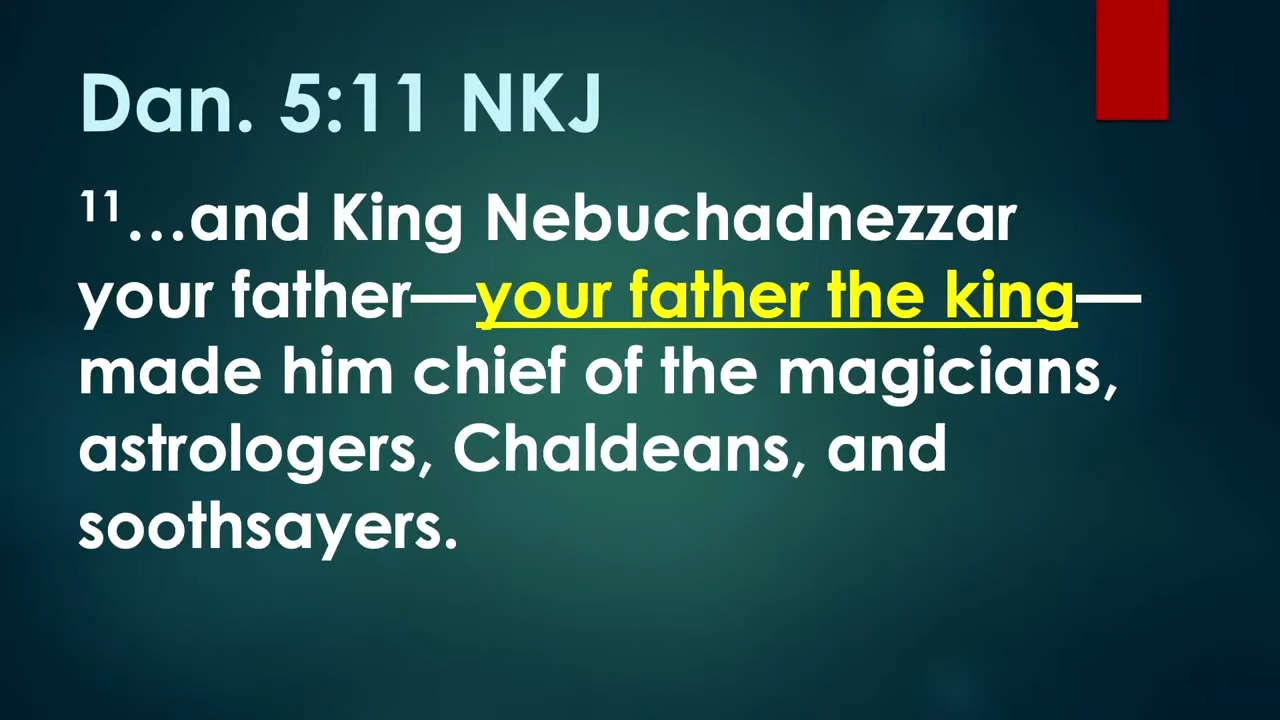 Dan. 5:11 NKJ
11…and King Nebuchadnezzar
your father—your father the king—
made him chief of the magicians,
astrologers, Chaldeans, and
soothsayers.